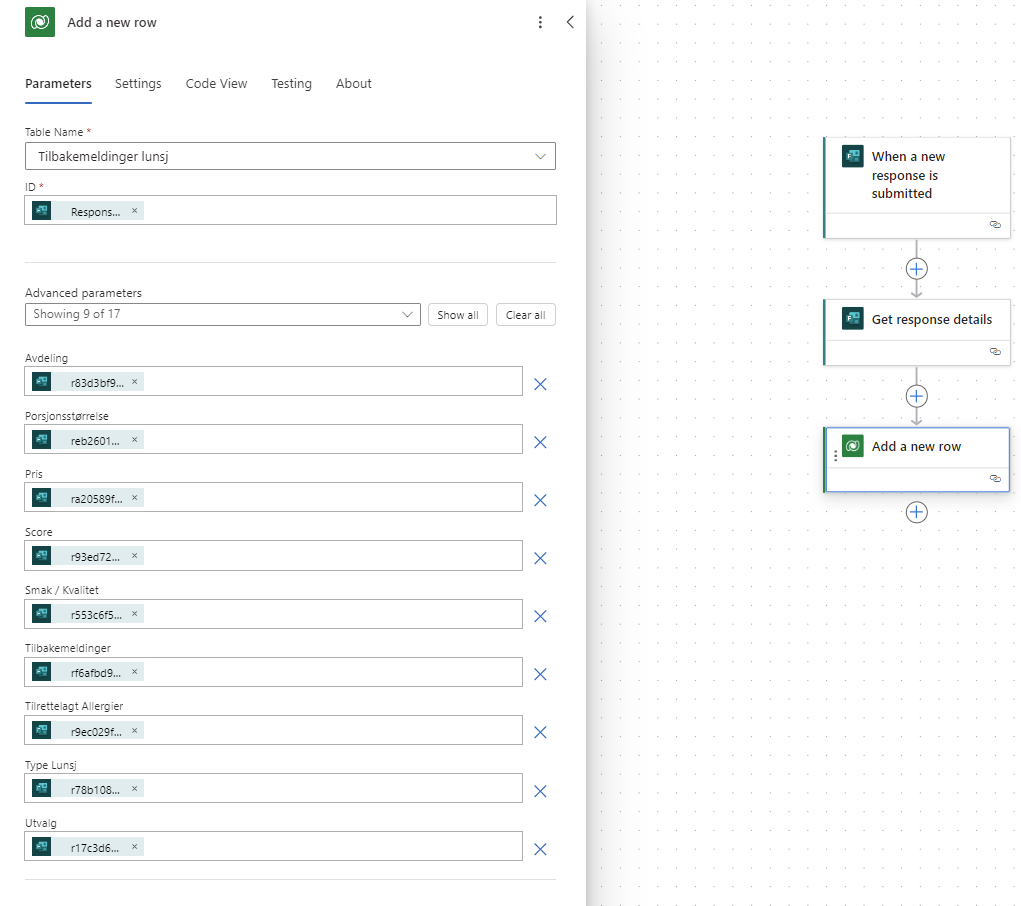 Add a new row
Parameters Settings Code View Testing About
Table Name *
Tilbakemeldinger lunsj
ID *
Respons... ×
Advanced parameters
Showing 9 of 17
Show all
Clear all
Avdeling
r83d3bf9... ×
Porsjonsstørrelse
reb2601... ×
Pris
ra20589f... ×
Score
r93ed72... ×
Smak / Kvalitet
r553c6f5... ×
Tilbakemeldinger
rf6afbd9... ×
Tilrettelagt Allergier
r9ec029f... ×
Type Lunsj
r78b108... ×
Utvalg
r17c3d6... ×
When a new
response is
submitted
Get response details
Add a new row